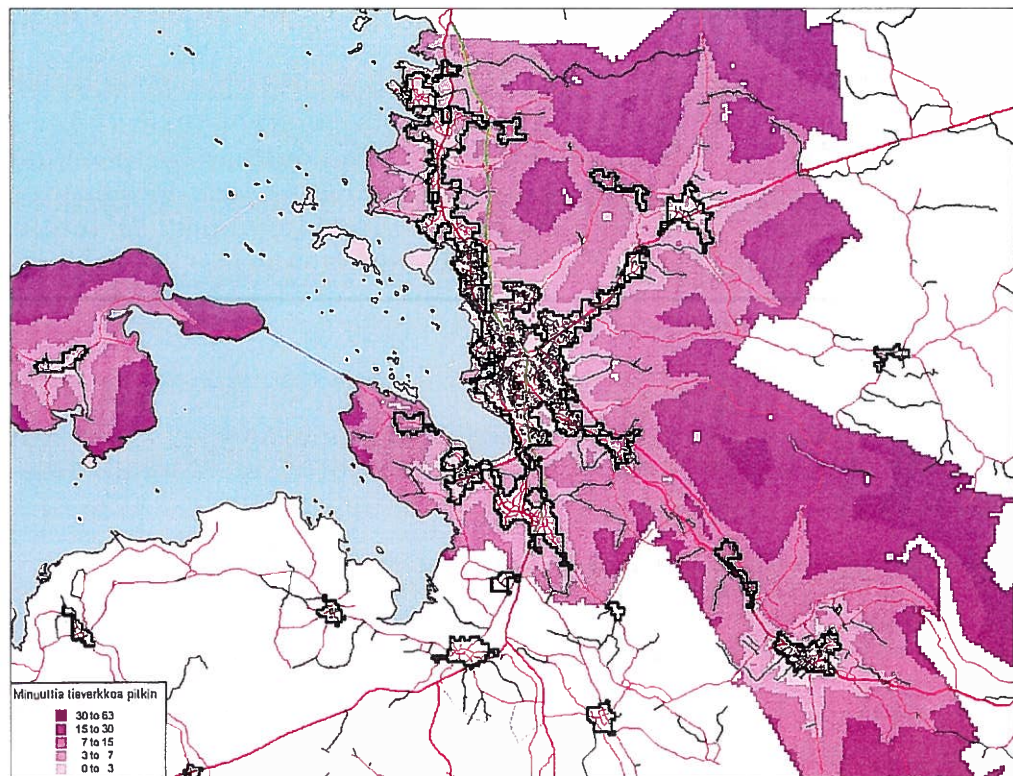 Minuuttia tieverkkoa pitkin
30 to 63
15 to 30
7 to 15
3 to 7
0 to 3